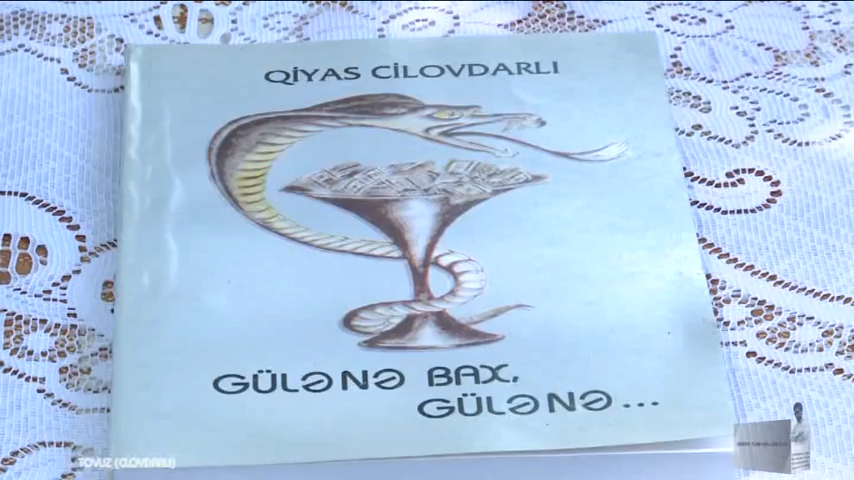 QİYAS CİLOVDARLI
GÜLƏNƏ BAX,
GÜLƏNƏ...
TOVUZ (CİLOVDARLI)